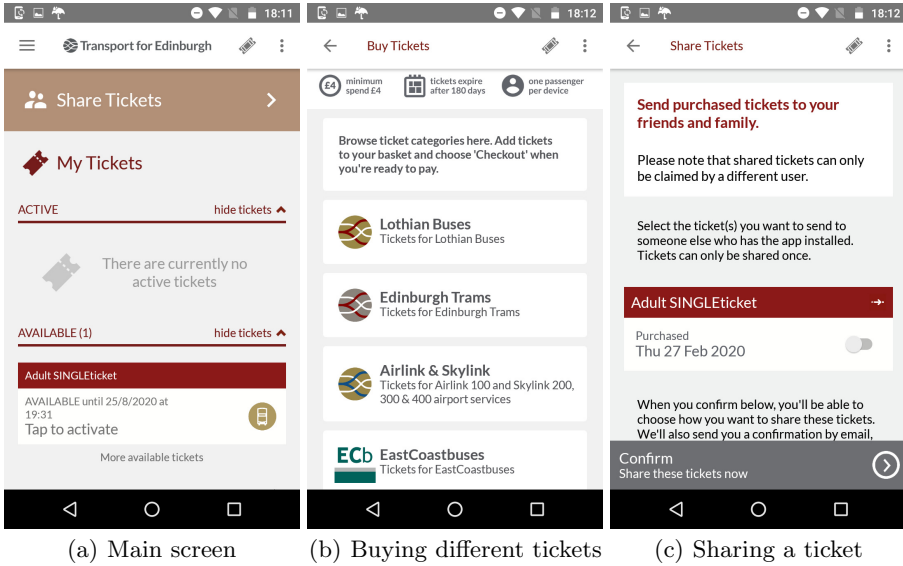 18:11
Transport for Edinburgh
Share Tickets
My Tickets
ACTIVE hide tickets
There are currently no
active tickets
AVAILABLE (1) hide tickets
Adult SINGLEticket
AVAILABLE until 25/8/2020 at
19:31
Tap to activate
More available tickets
(a) Main screen
18:12
Buy Tickets
£4 minimum
spend £4
tickets expire
after 180 days
one passenger
per device
Browse ticket categories here. Add tickets
to your basket and choose 'Checkout' when
you're ready to pay.
Lothian Buses
Tickets for Lothian Buses
Edinburgh Trams
Tickets for Edinburgh Trams
Airlink & Skylink
Tickets for Airlink 100 and Skylink 200,
300 & 400 airport services
ECb EastCoastbuses
Tickets for EastCoastbuses
(b) Buying different tickets
18:12
Share Tickets
Send purchased tickets to your
friends and family.
Please note that shared tickets can only
be claimed by a different user.
Select the ticket(s) you want to send to
someone else who has the app installed.
Tickets can only be shared once.
Adult SINGLEticket
Purchased
Thu 27 Feb 2020
When you confirm below, you'll be able to
choose how you want to share these tickets.
We'll also send you a confirmation by email,
Confirm
Share these tickets now
(c) Sharing a ticket